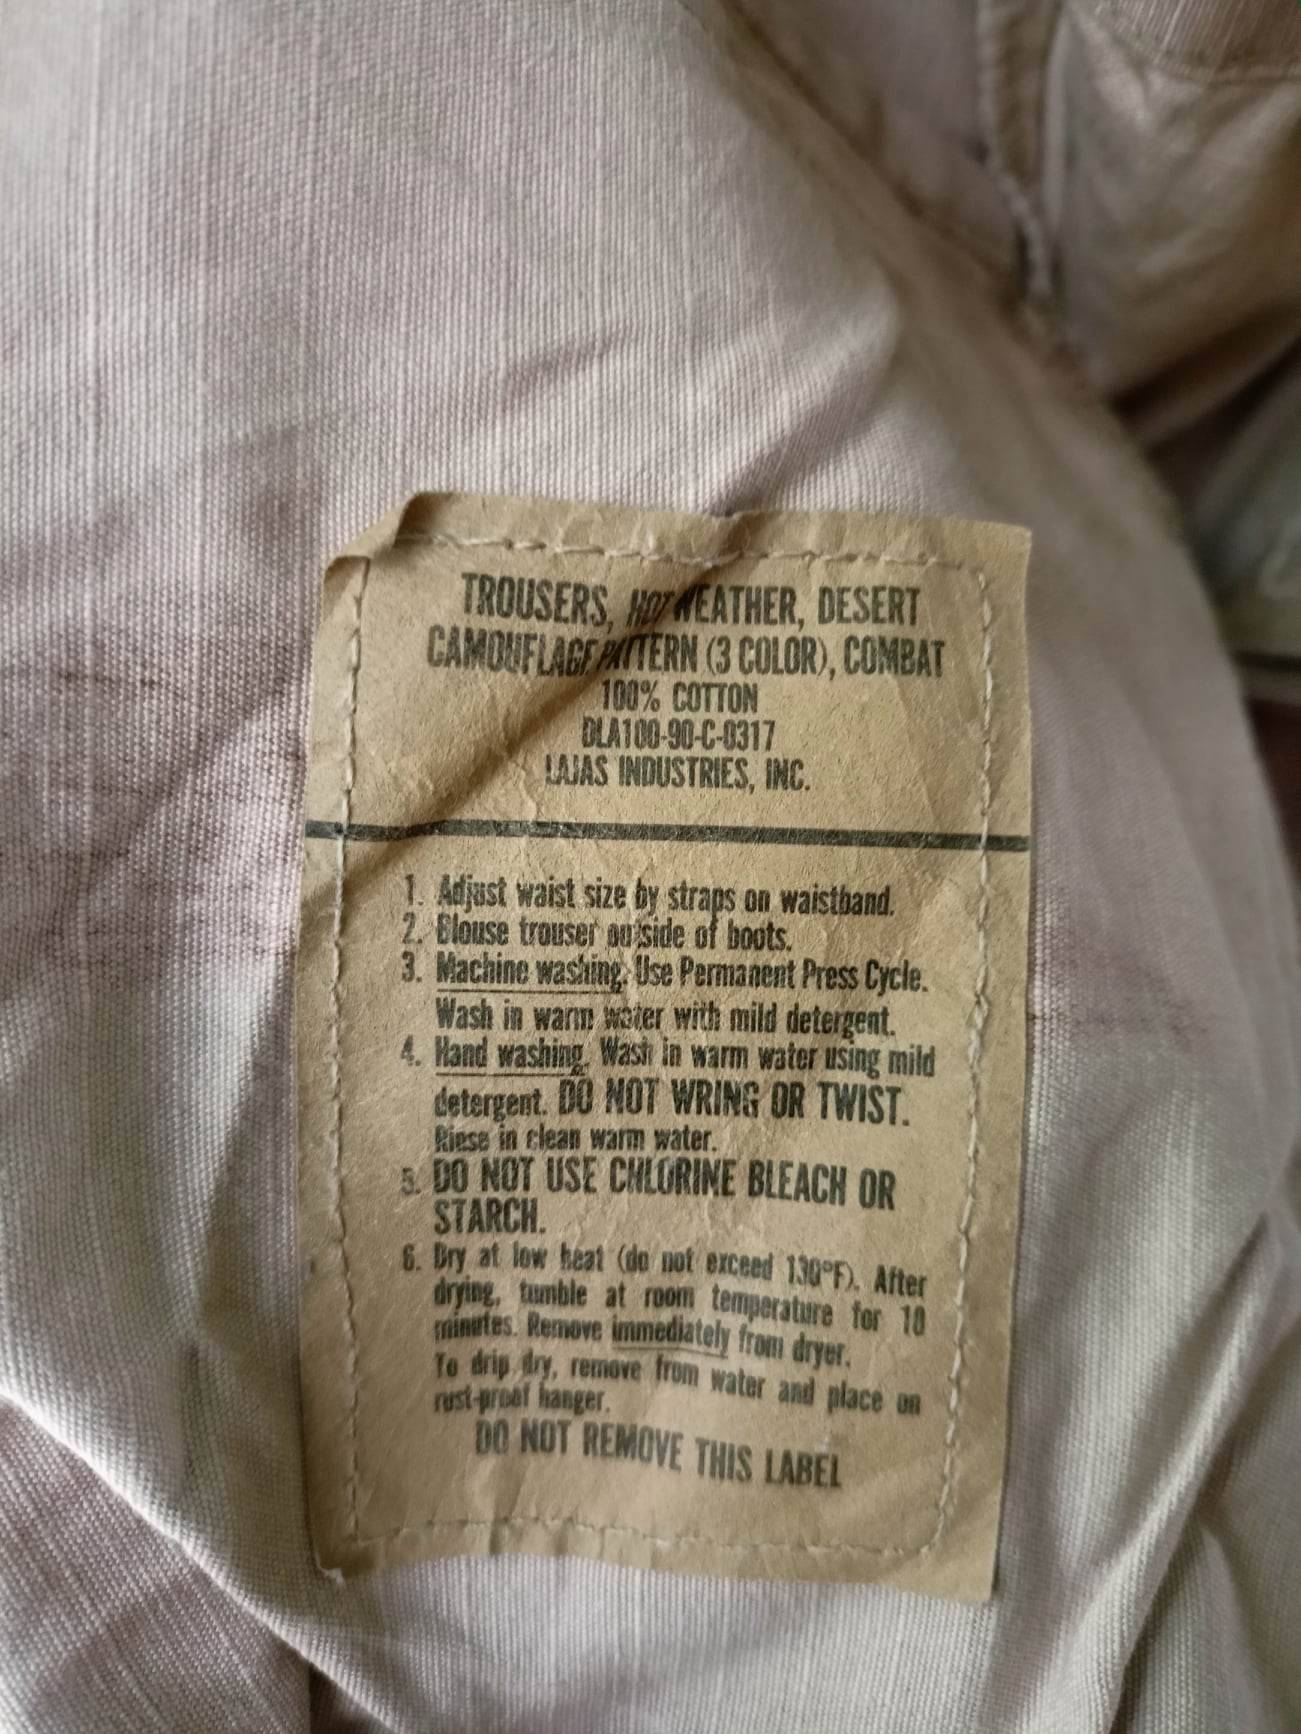 TROUSERS, HOT WEATHER, DESERT
CAMOUFLAGE PATTERN (3 COLOR), COMBAT
100% COTTON
DLA100-90-C-0317
LAJAS INDUSTRIES, INC.
1. Adjust waist size by straps on waistband.
2. Blouse trouser outside of boots.
3. Machine washing. Use Permanent Press Cycle.
Wash in warm water with mild detergent.
4. Hand washing. Wash in warm water using mild
detergent. DO NOT WRING OR TWIST.
Riese in clean warm water.
5. DO NOT USE CHLORINE BLEACH OR
STARCH.
6. Dry at low heat (do not exceed 130°F). After
drying, tumble at room temperature for 10
minutes. Remove immediately from dryer.
To drip dry, remove from water and place on
rust-proof hanger.
DO NOT REMOVE THIS LABEL